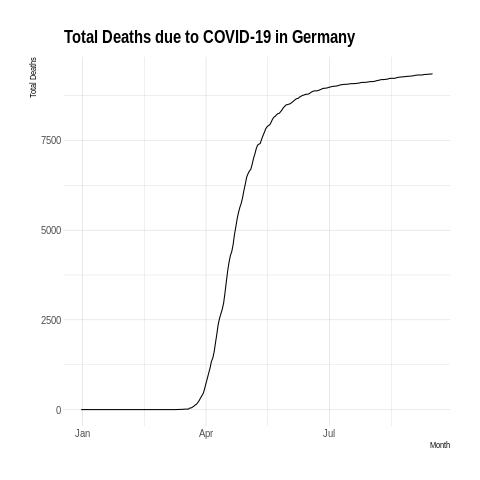 Total Deaths due to COVID-19 in Germany
Total Deaths
7500
5000
2500
0
Jan Apr Jul
Month